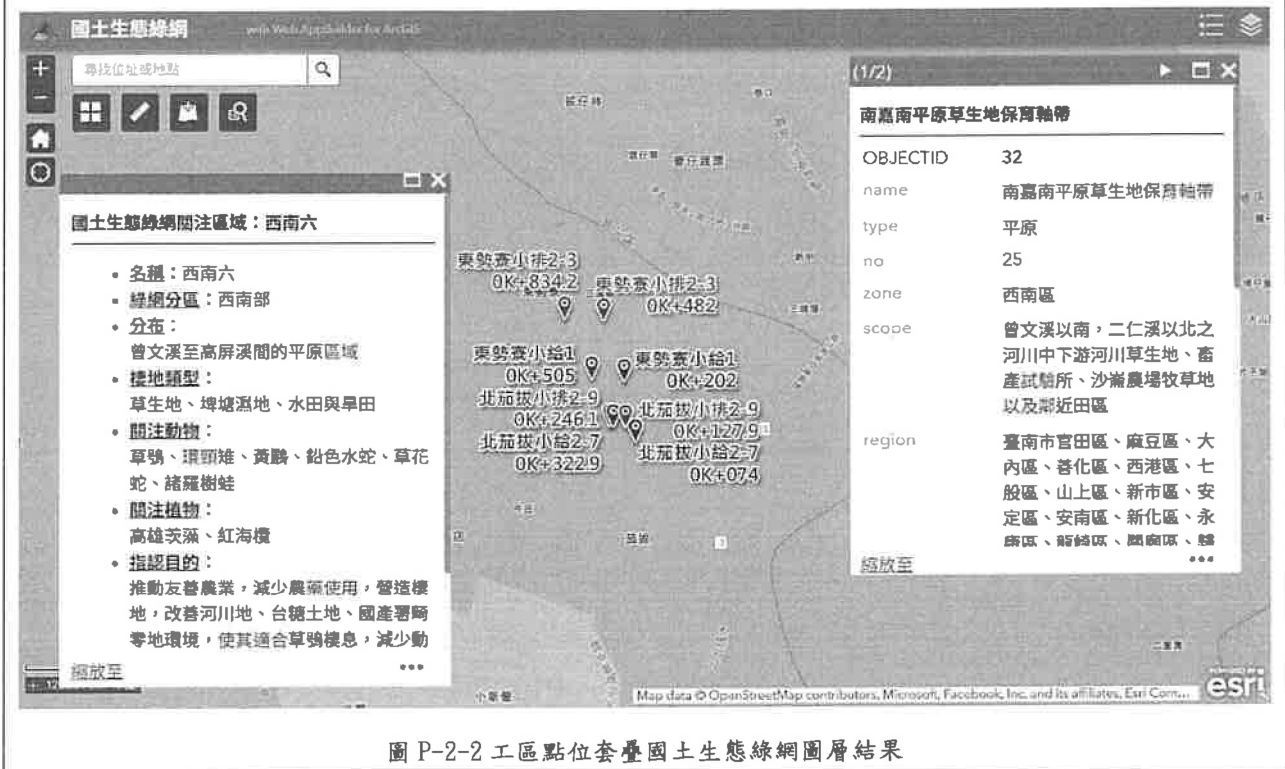 國土生態綠網
with Web AppBuilder for ArcGIS
尋找位址或地點
(1/2)
南嘉南平原草生地保育軸帶
OBJECTID 32
name 南嘉南平原草生地保育軸帶
type 平原
no 25
zone 西南區
scope 曾文溪以南，二仁溪以北之
河川中下游河川草生地、畜
產試驗所、沙崙農場牧草地
以及鄰近田區
region 臺南市官田區、麻豆區、大
內區、善化區、西港區、七
股區、山上區、新市區、安
定區、安南區、新化區、永
康區、龍崎區、關廟區、歸
縮放至
國土生態綠網關注區域：西南六
• 名稱：西南六
• 綠網分區：西南部
• 分布：
曾文溪至高屏溪間的平原區域
• 棲地類型：
草生地、埤塘濕地、水田與旱田
• 關注動物：
草鴞、環頸雉、黃鸝、鉛色水蛇、草花
蛇、諸羅樹蛙
• 關注植物：
高雄茨藻、紅海欖
• 指認目的：
推動友善農業，減少農藥使用，營造棲
地，改善河川地、台糖土地、國產署畸
零地環境，使其適合草鴞棲息，減少動
縮放至
東勢寮小排2-3
0K+834.2
東勢寮小排2-3
0K+482
東勢寮小給1
0K+505
東勢寮小給1
0K+202
北茄拔小排2-9
0K+246.1
北茄拔小排2-9
0K+127.9
北茄拔小給2-7
0K+322.9
北茄拔小給2-7
0K+074
小新營
Map data © OpenStreetMap contributors, Microsoft, Facebook, Inc. and its affiliates, Esri Com...
POWERED BY
esri
圖 P-2-2 工區點位套疊國土生態綠網圖層結果